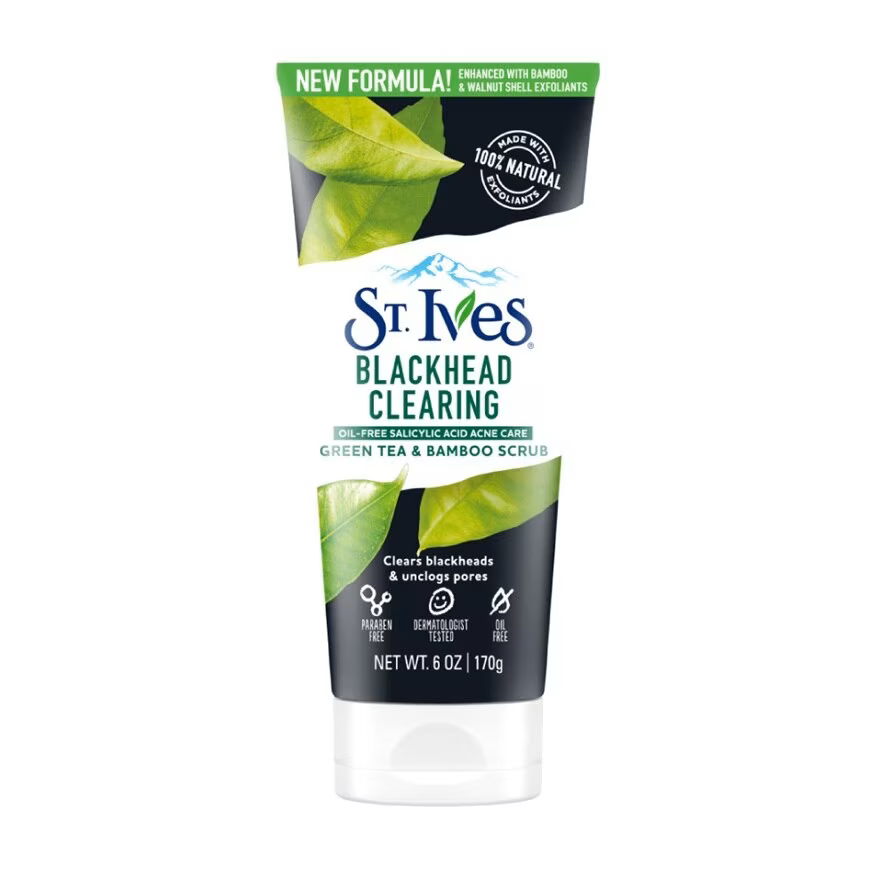 NEW FORMULA! ENHANCED WITH BAMBOO
& WALNUT SHELL EXFOLIANTS
MADE WITH
100% NATURAL
EXFOLIANTS
ST. IVES®
BLACKHEAD
CLEARING
OIL-FREE SALICYLIC ACID ACNE CARE
GREEN TEA & BAMBOO SCRUB
Clears blackheads
& unclogs pores
PARABEN
FREE
DERMATOLOGIST
TESTED
OIL
FREE
NET WT. 6 OZ | 170g